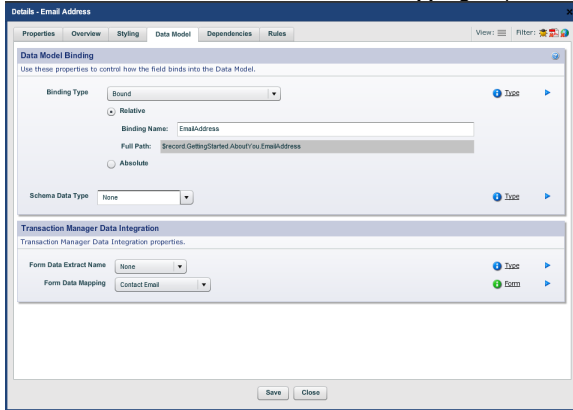 Details - Email Address
Properties Overview Styling Data Model Dependencies Rules View: Filter:
Data Model Binding
Use these properties to control how the field binds into the Data Model.
Binding Type Bound Type
Relative
Binding Name: EmailAddress
Full Path: $record.GettingStarted.AboutYou.EmailAddress
Absolute
Schema Data Type None Type
Transaction Manager Data Integration
Transaction Manager Data Integration properties.
Form Data Extract Name None Type
Form Data Mapping Contact Email Form
Save Close